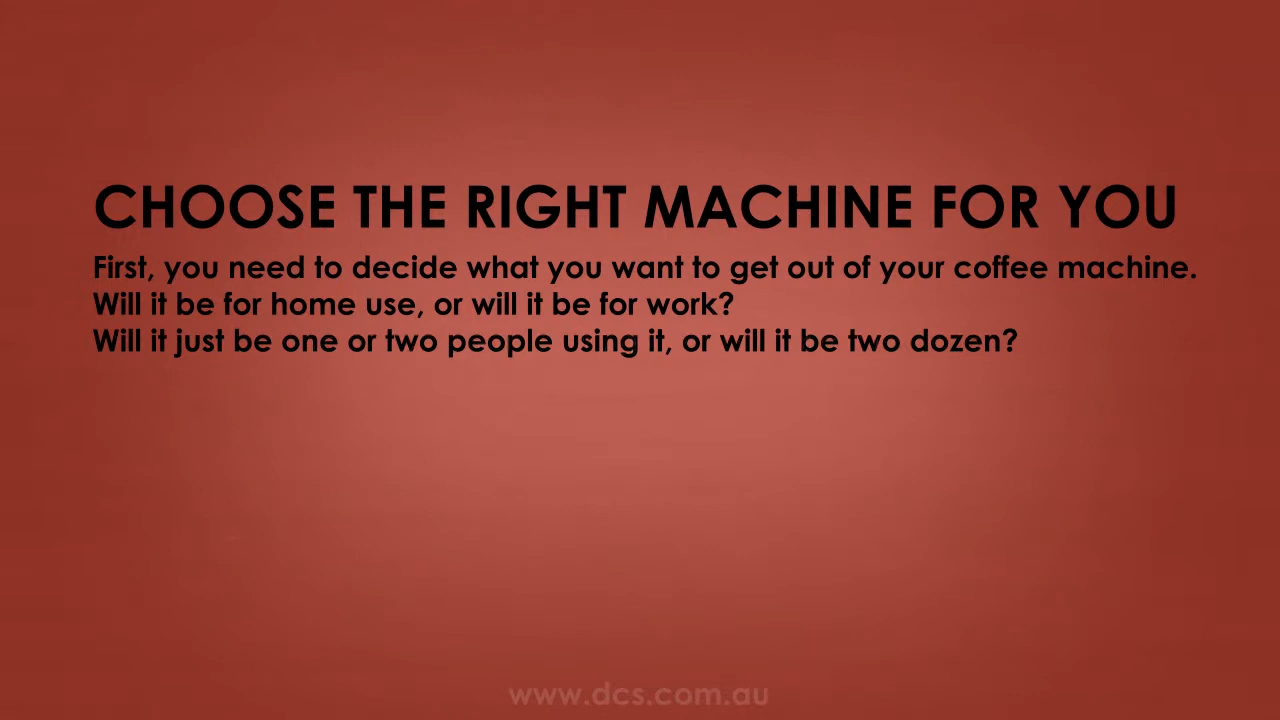 CHOOSE THE RIGHT MACHINE FOR YOU
First, you need to decide what you want to get out of your coffee machine.
Will it be for home use, or will it be for work?
Will it just be one or two people using it, or will it be two dozen?
www.dcs.com.au